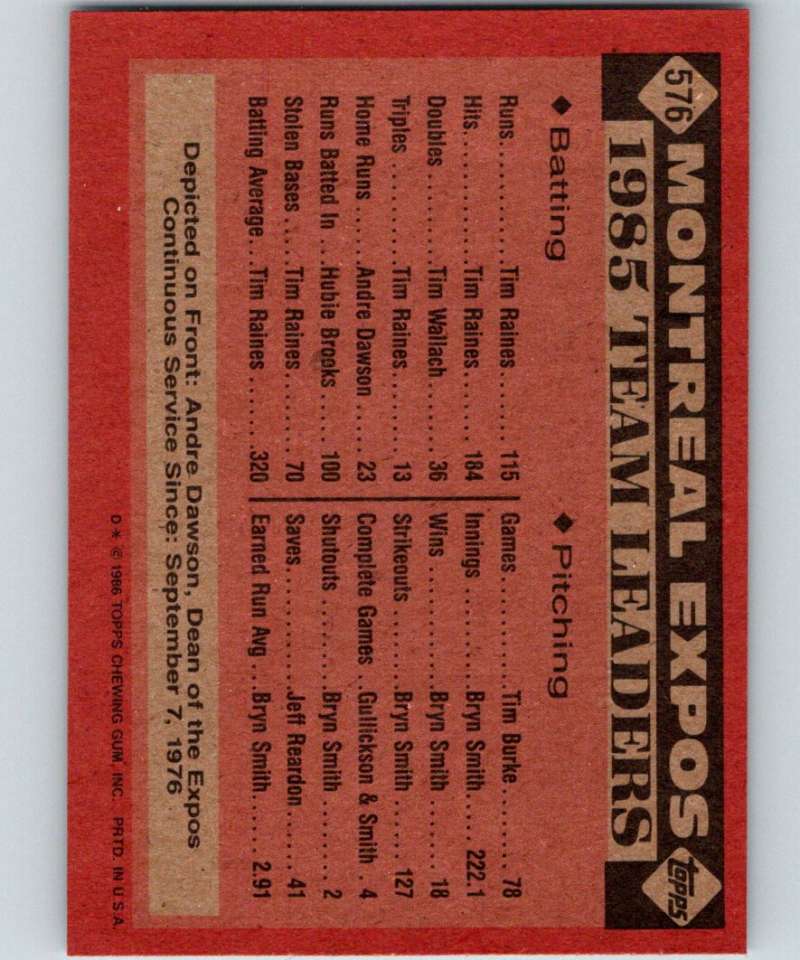 576 MONTREAL EXPOS
1985 TEAM LEADERS topps
◆ Batting
Runs..........Tim Raines.......115
Hits............Tim Raines.......184
Doubles.......Tim Wallach......36
Triples.........Tim Raines.......13
Home Runs....Andre Dawson....23
Runs Batted In...Hubie Brooks....100
Stolen Bases....Tim Raines.......70
Batting Average...Tim Raines......320
◆ Pitching
Games...........Tim Burke.......78
Innings..........Bryn Smith....222.1
Wins............Bryn Smith......18
Strikeouts.......Bryn Smith.....127
Complete Games..Gullickson & Smith.4
Shutouts........Bryn Smith.......2
Saves...........Jeff Reardon.....41
Earned Run Avg...Bryn Smith.....2.91
Depicted on Front: Andre Dawson, Dean of the Expos
Continuous Service Since: September 7, 1976
D* © 1986 TOPPS CHEWING GUM, INC. PRTD. IN U.S.A.